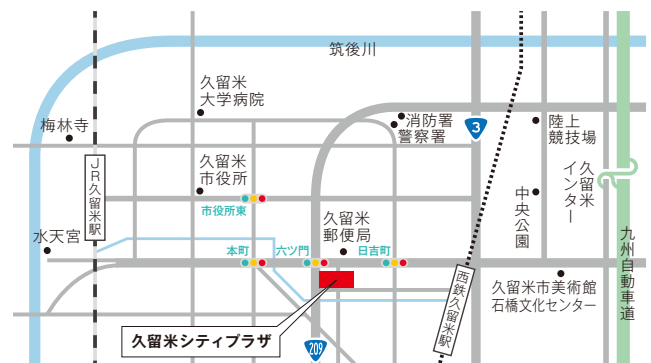 筑後川
久留米
大学病院
梅林寺
消防署
警察署
3
陸上
競技場
久留米
インター
JR久留米駅
久留米
市役所
市役所東
中央公園
水天宮
本町
六ツ門
久留米
郵便局
日吉町
九州自動車道
西鉄久留米駅
久留米市美術館
石橋文化センター
久留米シティプラザ
209